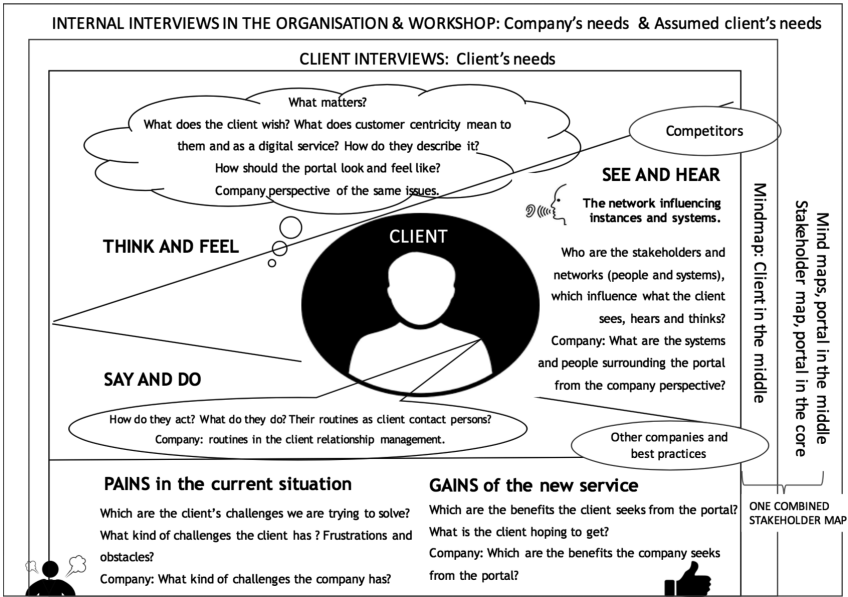 INTERNAL INTERVIEWS IN THE ORGANISATION & WORKSHOP: Company's needs & Assumed client's needs
CLIENT INTERVIEWS: Client's needs
What matters?
What does the client wish? What does customer centricity mean to
them and as a digital service? How do they describe it?
How should the portal look and feel like?
Company perspective of the same issues.
Competitors
SEE AND HEAR
The network influencing
instances and systems.
THINK AND FEEL
CLIENT
Who are the stakeholders and
networks (people and systems),
which influence what the client
sees, hears and thinks?
Company: What are the systems
and people surrounding the portal
from the company perspective?
SAY AND DO
How do they act? What do they do? Their routines as client contact persons?
Company: routines in the client relationship management.
Other companies and
best practices
Mindmap: Client in the middle
Mind maps, portal in the middle
Stakeholder map, portal in the core
PAINS in the current situation
Which are the client's challenges we are trying to solve?
What kind of challenges the client has ? Frustrations and
obstacles?
Company: What kind of challenges the company has?
GAINS of the new service
Which are the benefits the client seeks from the portal?
What is the client hoping to get?
Company: Which are the benefits the company seeks
from the portal?
ONE COMBINED
STAKEHOLDER MAP